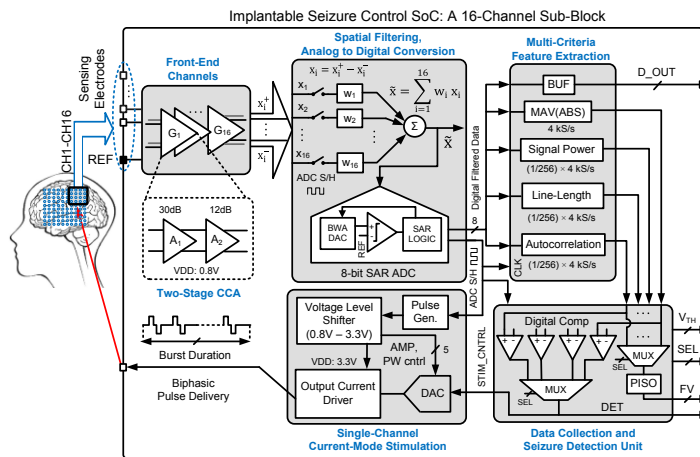 Implantable Seizure Control SoC: A 16-Channel Sub-Block
Sensing
Electrodes
CH1-CH16
REF
Front-End
Channels
G1
G16
xi+
xi-
30dB
12dB
A1
A2
VDD: 0.8V
Two-Stage CCA
Spatial Filtering,
Analog to Digital Conversion
xi = xi+ − xi-
x1
w1
x2
w2
x16
w16
x̃ = ∑ wi xi
16
i=1
Σ
x̃
ADC S/H
BWA
DAC
REF
+
-
SAR
LOGIC
8-bit SAR ADC
8
Digital Filtered Data
ADC S/H
CLK
Multi-Criteria
Feature Extraction
BUF
D_OUT
MAV(ABS)
4 kS/s
Signal Power
(1/256) × 4 kS/s
Line-Length
(1/256) × 4 kS/s
Autocorrelation
(1/256) × 4 kS/s
Burst Duration
Biphasic
Pulse Delivery
Voltage Level
Shifter
(0.8V – 3.3V)
Pulse
Gen.
VDD: 3.3V
AMP,
PW cntrl
5
Output Current
Driver
DAC
Single-Channel
Current-Mode Stimulation
STIM_CNTRL
Digital Comp
+ -
+ -
+ -
+ -
MUX
SEL
MUX
SEL
PISO
DET
VTH
SEL
FV
Data Collection and
Seizure Detection Unit